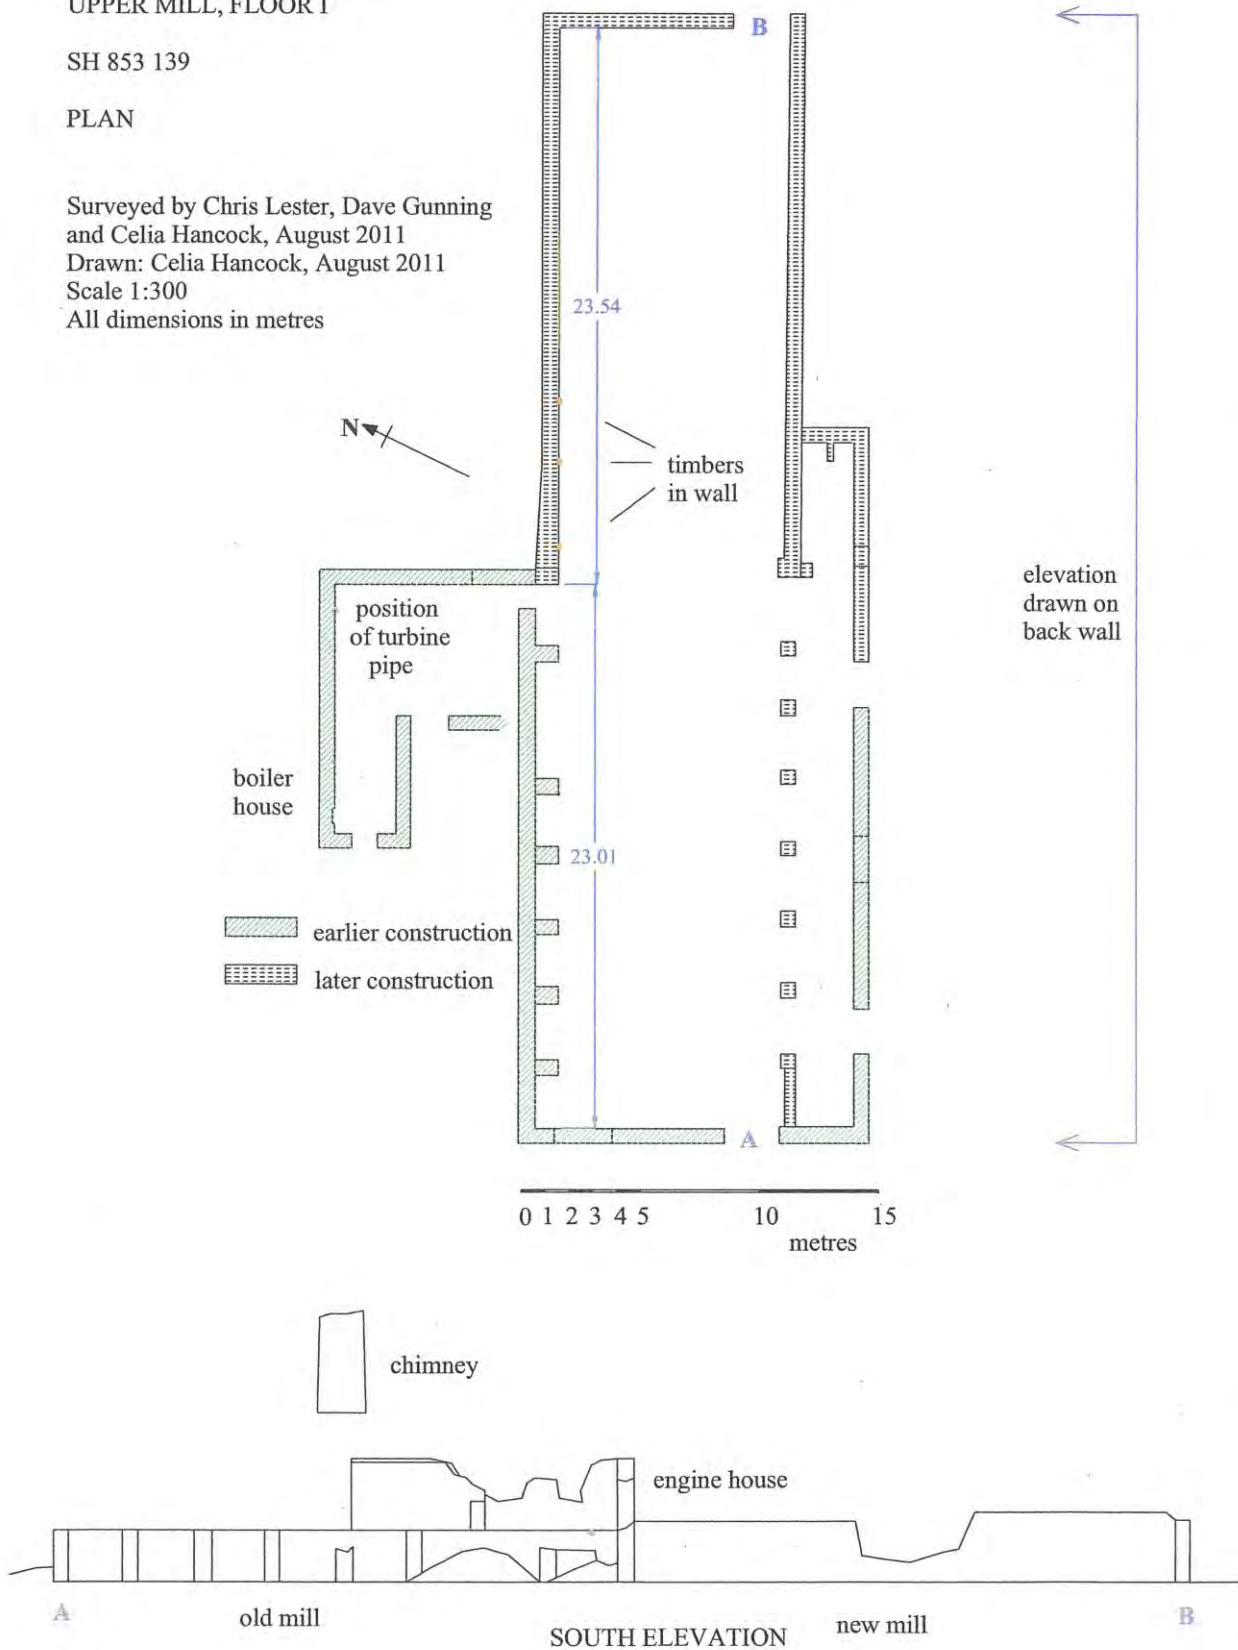 UPPER MILL, FLOOR I
SH 853 139
PLAN
Surveyed by Chris Lester, Dave Gunning
and Celia Hancock, August 2011
Drawn: Celia Hancock, August 2011
Scale 1:300
All dimensions in metres
B
23.54
N
timbers
in wall
elevation
drawn on
back wall
position
of turbine
pipe
boiler
house
23.01
earlier construction
later construction
A
0 1 2 3 4 5 10 15
metres
chimney
engine house
A
old mill
SOUTH ELEVATION
new mill
B